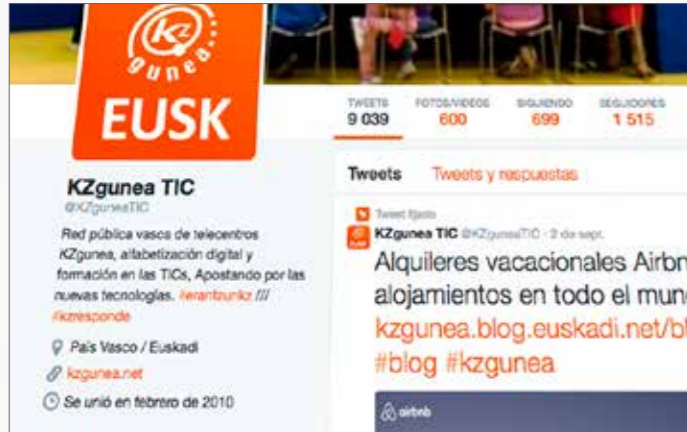 Kz
gunea
EUSK
TWEETS FOTOS/VIDEOS SIGUIENDO SEGUIDORES
9 039 600 699 1 515
KZgunea TIC
@KZguneaTIC
Red pública vasca de telecentros
KZgunea, alfabetización digital y
formación en las TICs, Apostando por las
nuevas tecnologías. #erantzunkz ///
#kzresponde
País Vasco / Euskadi
kzgunea.net
Se unió en febrero de 2010
Tweets Tweets y respuestas
Tweet fijado
KZgunea TIC @KZguneaTIC · 2 de sept.
Alquileres vacacionales Airbn
alojamientos en todo el mun
kzgunea.blog.euskadi.net/bl
#blog #kzgunea
airbnb